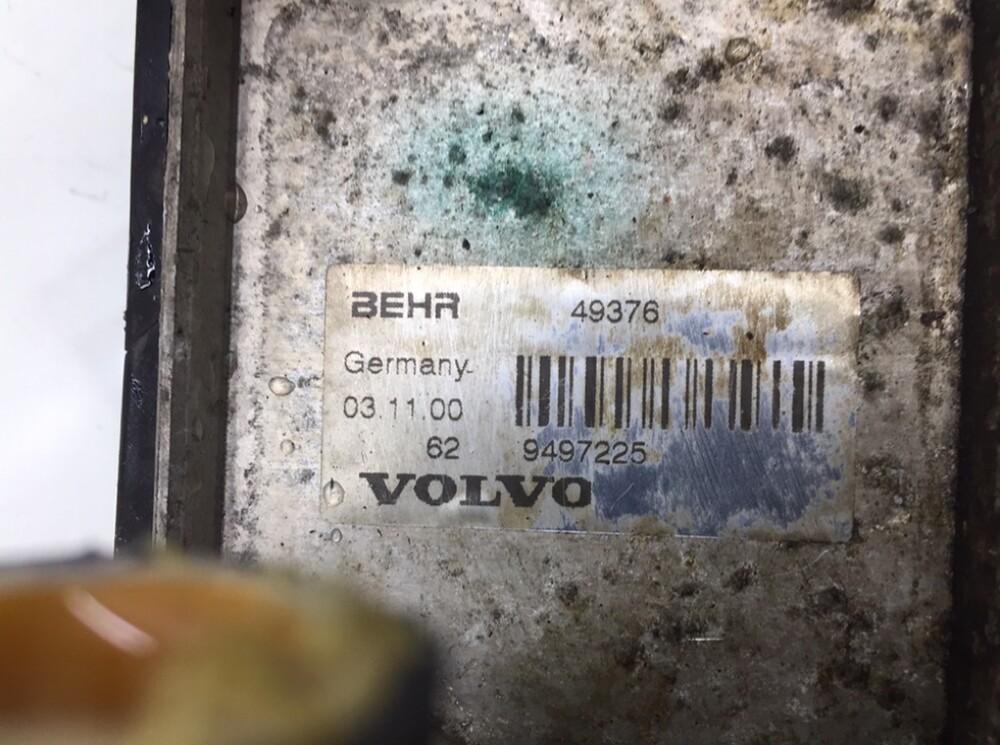 BEHR 49376
Germany
03.11.00
62 9497225
VOLVO